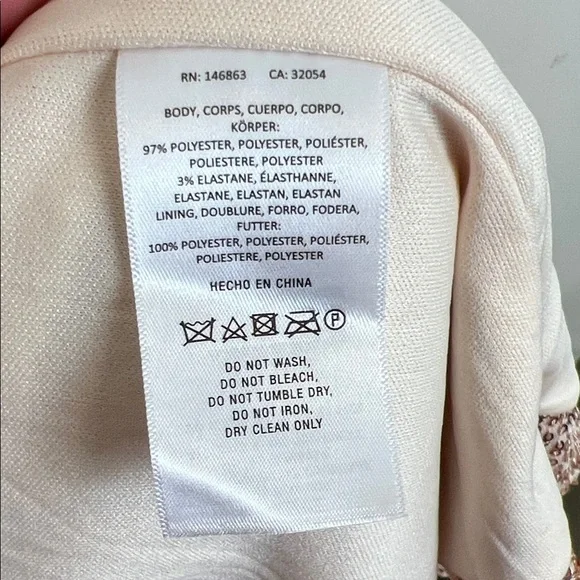 RN: 146863 CA: 32054
BODY, CORPS, CUERPO, CORPO,
KÖRPER:
97% POLYESTER, POLYESTER, POLIÉSTER,
POLIESTERE, POLYESTER
3% ELASTANE, ÉLASTHANNE,
ELASTANE, ELASTAN, ELASTAN
LINING, DOUBLURE, FORRO, FODERA,
FUTTER:
100% POLYESTER, POLYESTER, POLIÉSTER,
POLIESTERE, POLYESTER
HECHO EN CHINA
P
DO NOT WASH,
DO NOT BLEACH,
DO NOT TUMBLE DRY,
DO NOT IRON,
DRY CLEAN ONLY